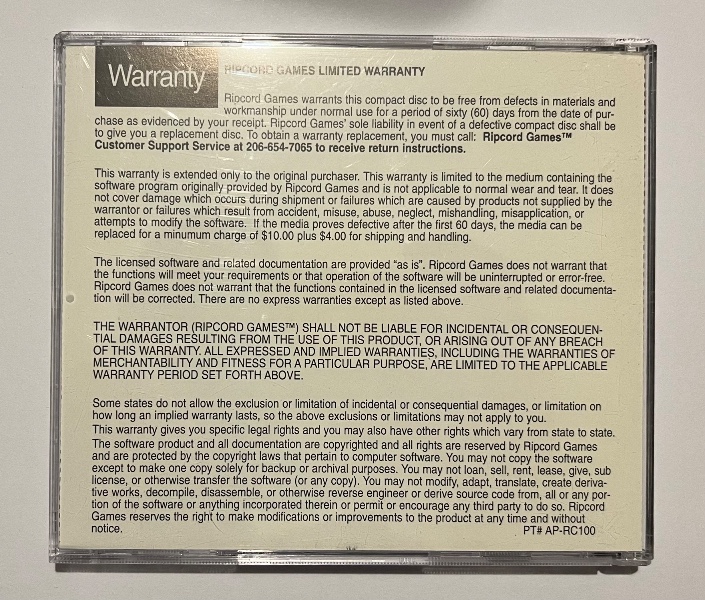 Warranty
RIPCORD GAMES LIMITED WARRANTY
Ripcord Games warrants this compact disc to be free from defects in materials and
workmanship under normal use for a period of sixty (60) days from the date of pur-
chase as evidenced by your receipt. Ripcord Games' sole liability in event of a defective compact disc shall be
to give you a replacement disc. To obtain a warranty replacement, you must call: Ripcord Games™
Customer Support Service at 206-654-7065 to receive return instructions.
This warranty is extended only to the original purchaser. This warranty is limited to the medium containing the
software program originally provided by Ripcord Games and is not applicable to normal wear and tear. It does
not cover damage which occurs during shipment or failures which are caused by products not supplied by the
warrantor or failures which result from accident, misuse, abuse, neglect, mishandling, misapplication, or
attempts to modify the software. If the media proves defective after the first 60 days, the media can be
replaced for a minumum charge of $10.00 plus $4.00 for shipping and handling.
The licensed software and related documentation are provided "as is". Ripcord Games does not warrant that
the functions will meet your requirements or that operation of the software will be uninterrupted or error-free.
Ripcord Games does not warrant that the functions contained in the licensed software and related documenta-
tion will be corrected. There are no express warranties except as listed above.
THE WARRANTOR (RIPCORD GAMES™) SHALL NOT BE LIABLE FOR INCIDENTAL OR CONSEQUEN-
TIAL DAMAGES RESULTING FROM THE USE OF THIS PRODUCT, OR ARISING OUT OF ANY BREACH
OF THIS WARRANTY. ALL EXPRESSED AND IMPLIED WARRANTIES, INCLUDING THE WARRANTIES OF
MERCHANTABILITY AND FITNESS FOR A PARTICULAR PURPOSE, ARE LIMITED TO THE APPLICABLE
WARRANTY PERIOD SET FORTH ABOVE.
Some states do not allow the exclusion or limitation of incidental or consequential damages, or limitation on
how long an implied warranty lasts, so the above exclusions or limitations may not apply to you.
This warranty gives you specific legal rights and you may also have other rights which vary from state to state.
The software product and all documentation are copyrighted and all rights are reserved by Ripcord Games
and are protected by the copyright laws that pertain to computer software. You may not copy the software
except to make one copy solely for backup or archival purposes. You may not loan, sell, rent, lease, give, sub
license, or otherwise transfer the software (or any copy). You may not modify, adapt, translate, create deriva-
tive works, decompile, disassemble, or otherwise reverse engineer or derive source code from, all or any por-
tion of the software or anything incorporated therein or permit or encourage any third party to do so. Ripcord
Games reserves the right to make modifications or improvements to the product at any time and without
notice.
PT# AP-RC100